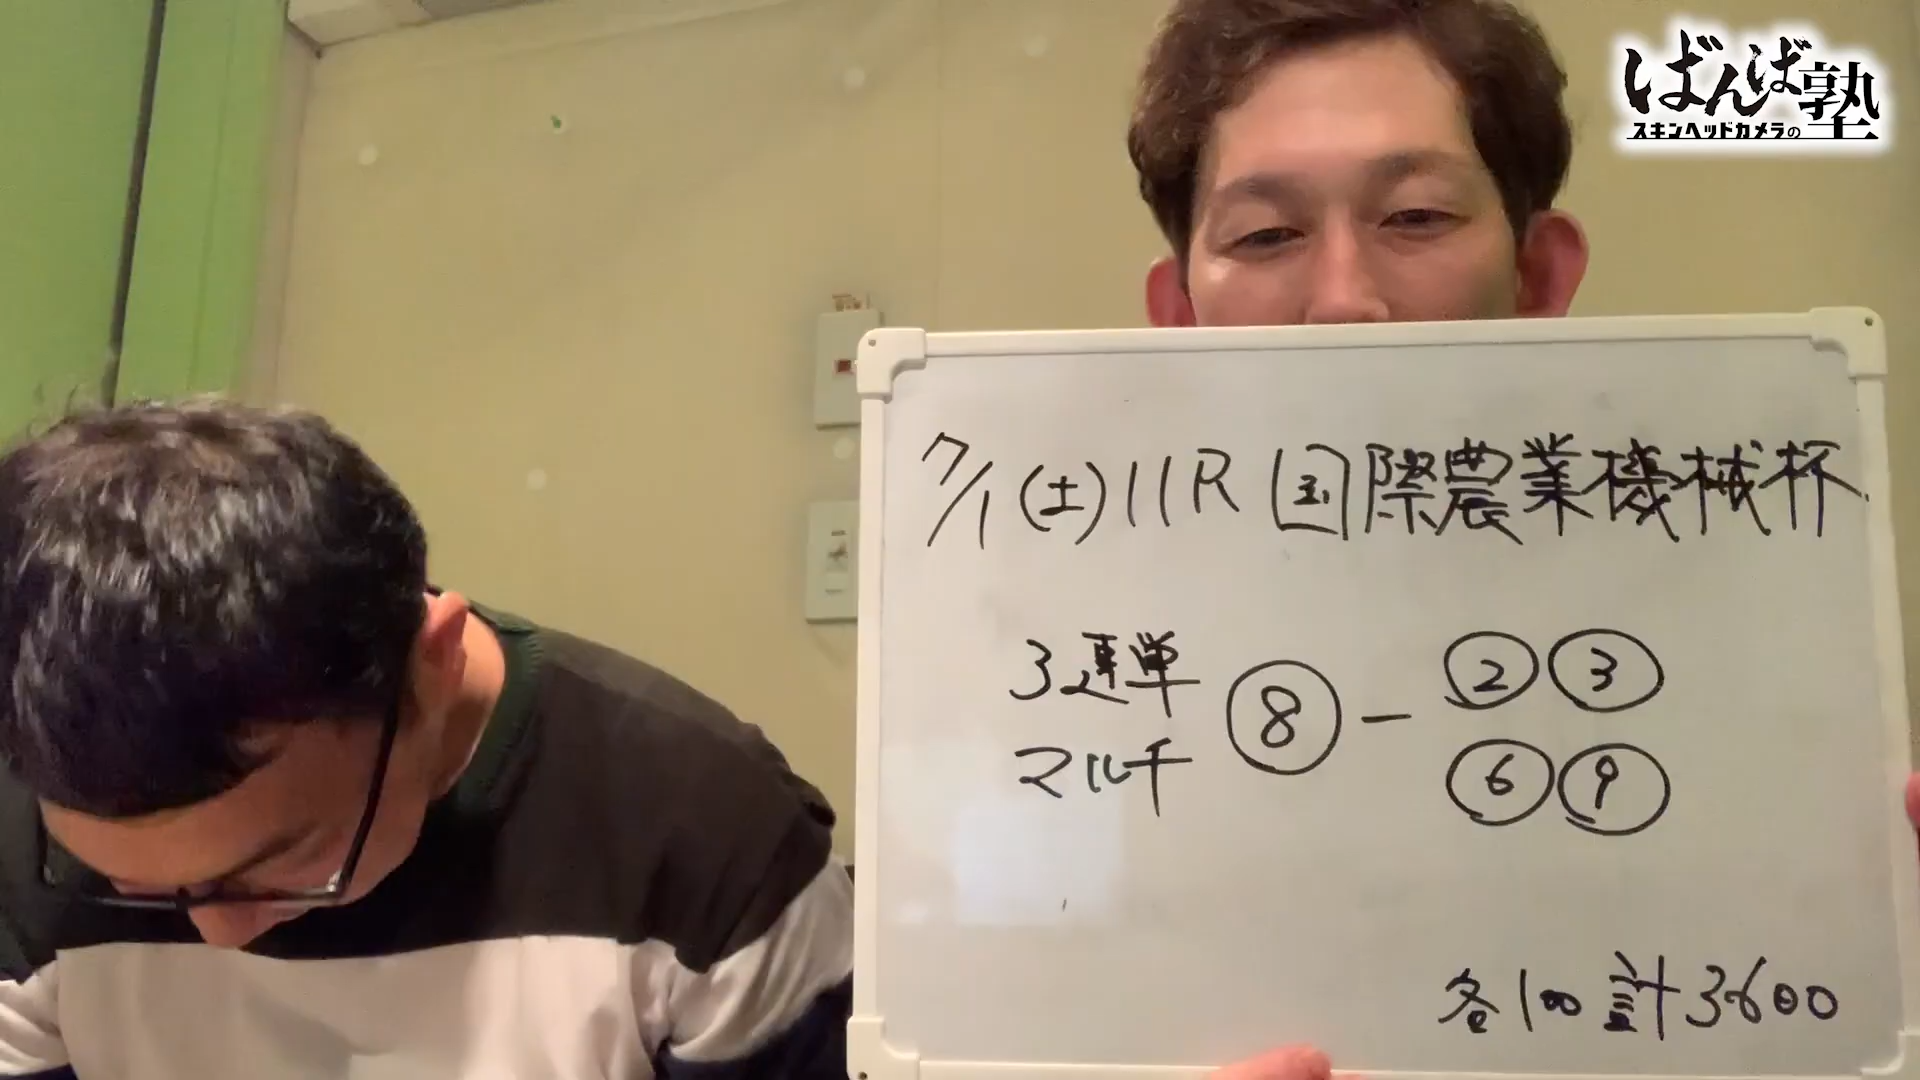 ばんば塾
スキンヘッドカメラの
7/1(土)11R 国際農業機械杯
3連単
マルチ
⑧-②③
⑥⑨
各100 計3600